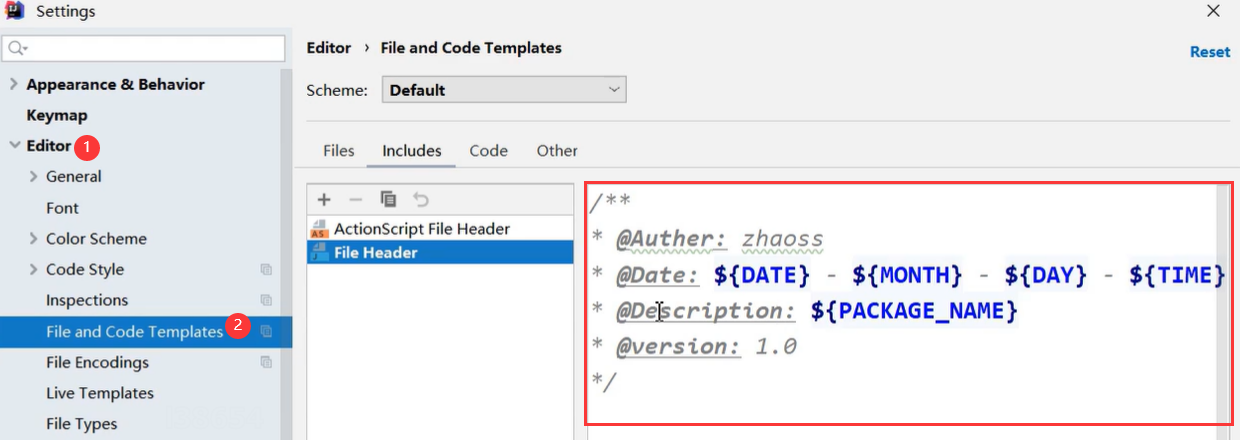 Settings
Editor › File and Code Templates
Reset
Appearance & Behavior
Scheme: Default
Keymap
Editor 1
Files Includes Code Other
General
Font
Color Scheme
Code Style
Inspections
File and Code Templates 2
File Encodings
Live Templates
File Types
ActionScript File Header
File Header
/**
* @Auther: zhaoss
* @Date: ${DATE} - ${MONTH} - ${DAY} - ${TIME}
* @Description: ${PACKAGE_NAME}
* @version: 1.0
*/